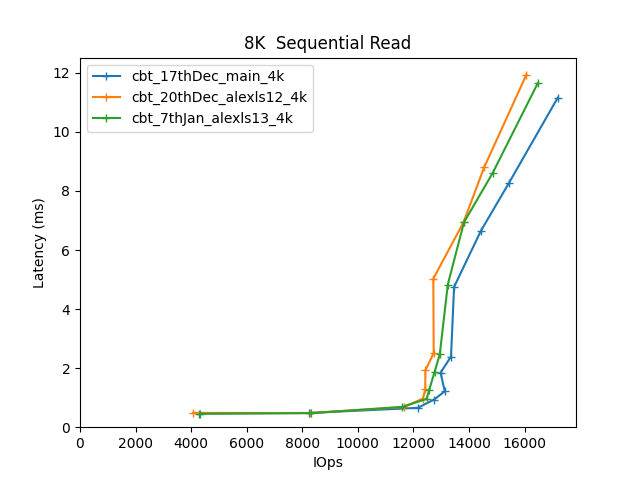 8K  Sequential Read
cbt_17thDec_main_4k
cbt_20thDec_alexls12_4k
cbt_7thJan_alexls13_4k
12
10
8
6
4
2
0
Latency (ms)
0 2000 4000 6000 8000 10000 12000 14000 16000
IOps